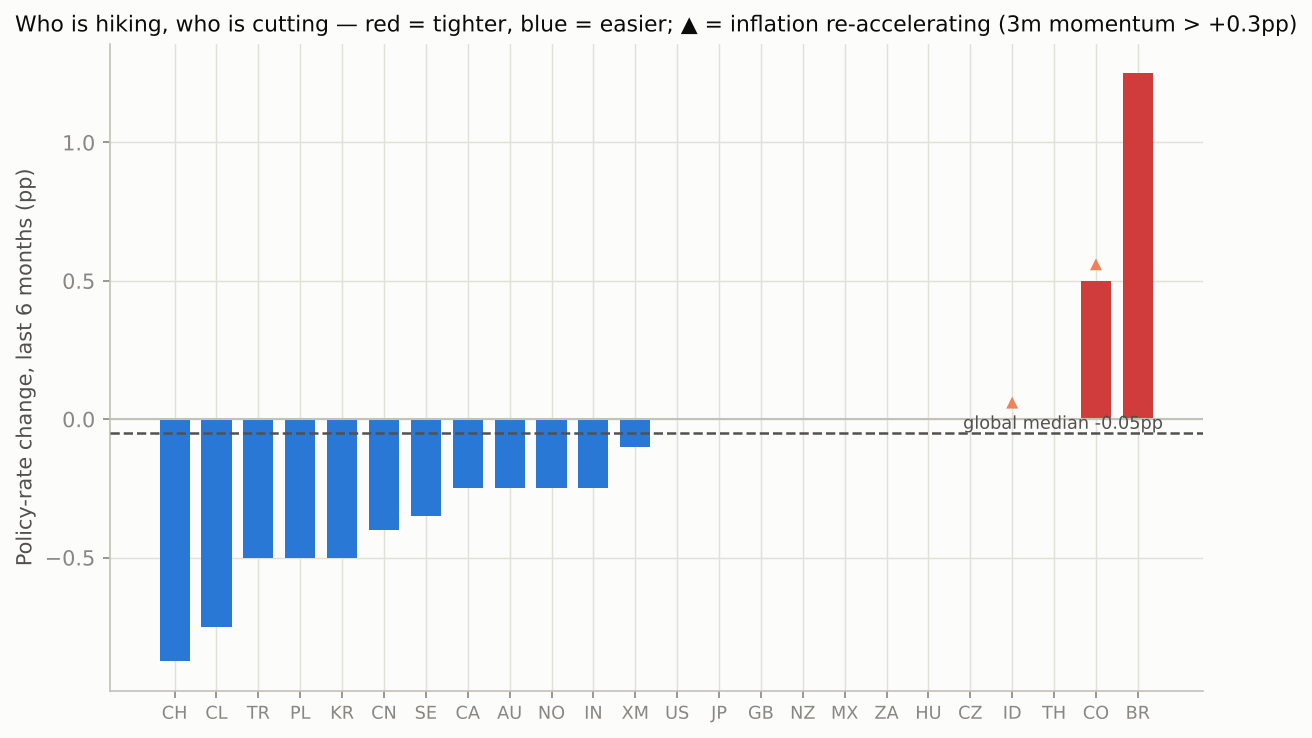 Who is hiking, who is cutting — red = tighter, blue = easier; ▲ = inflation re-accelerating (3m momentum > +0.3pp)
Policy-rate change, last 6 months (pp)
1.0
0.5
0.0
−0.5
global median -0.05pp
CH CL TR PL KR CN SE CA AU NO IN XM US JP GB NZ MX ZA HU CZ ID TH CO BR